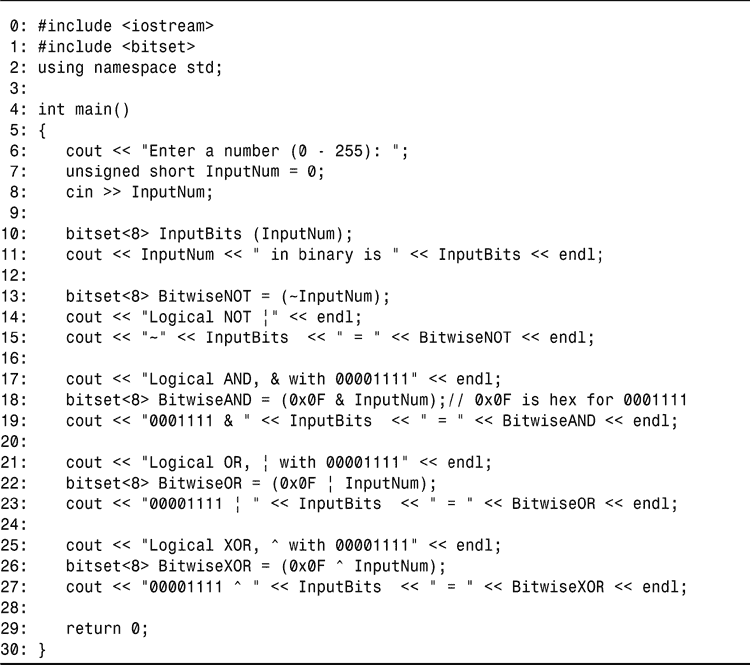 0: #include <iostream>
1: #include <bitset>
2: using namespace std;
3:
4: int main()
5: {
6:    cout << "Enter a number (0 - 255): ";
7:    unsigned short InputNum = 0;
8:    cin >> InputNum;
9:
10:    bitset<8> InputBits (InputNum);
11:    cout << InputNum << " in binary is " << InputBits << endl;
12:
13:    bitset<8> BitwiseNOT = (~InputNum);
14:    cout << "Logical NOT ¦" << endl;
15:    cout << "~" << InputBits  << " = " << BitwiseNOT << endl;
16:
17:    cout << "Logical AND, & with 00001111" << endl;
18:    bitset<8> BitwiseAND = (0x0F & InputNum);// 0x0F is hex for 0001111
19:    cout << "0001111 & " << InputBits  << " = " << BitwiseAND << endl;
20:
21:    cout << "Logical OR, ¦ with 00001111" << endl;
22:    bitset<8> BitwiseOR = (0x0F ¦ InputNum);
23:    cout << "00001111 ¦ " << InputBits  << " = " << BitwiseOR << endl;
24:
25:    cout << "Logical XOR, ^ with 00001111" << endl;
26:    bitset<8> BitwiseXOR = (0x0F ^ InputNum);
27:    cout << "00001111 ^ " << InputBits  << " = " << BitwiseXOR << endl;
28:
29:    return 0;
30: }